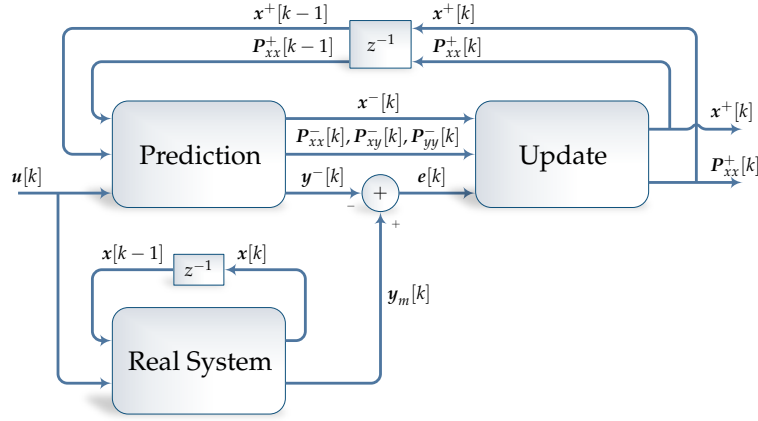 x⁺[k−1] x⁺[k]
z⁻¹
P⁺ₓₓ[k−1] P⁺ₓₓ[k]
x⁻[k] x⁺[k]
Prediction P⁻ₓₓ[k], P⁻ₓᵧ[k], P⁻ᵧᵧ[k] Update
u[k] y⁻[k] + e[k] P⁺ₓₓ[k]
− +
x[k−1] z⁻¹ x[k]
yₘ[k]
Real System